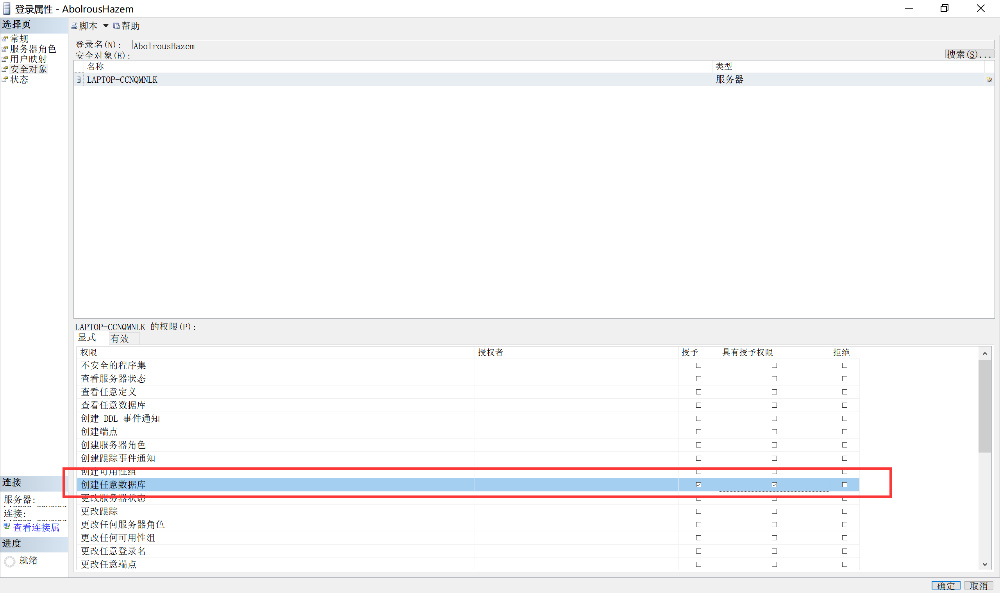 登录属性 - AbolrousHazem
选择页
常规
服务器角色
用户映射
安全对象
状态
脚本 帮助
登录名(N): AbolrousHazem
安全对象(E):
搜索(S)...
名称 类型
LAPTOP-CCNQMNLK 服务器
LAPTOP-CCNQMNLK 的权限(P):
显式 有效
权限 授权者 授予 具有授予权限 拒绝
不安全的程序集
查看服务器状态
查看任意定义
查看任意数据库
创建 DDL 事件通知
创建端点
创建服务器角色
创建跟踪事件通知
创建可用性组
创建任意数据库
更改服务器状态
更改跟踪
更改任何服务器角色
更改任何可用性组
更改任意登录名
更改任意端点
连接
服务器:
连接:
查看连接属
进度
就绪
确定 取消